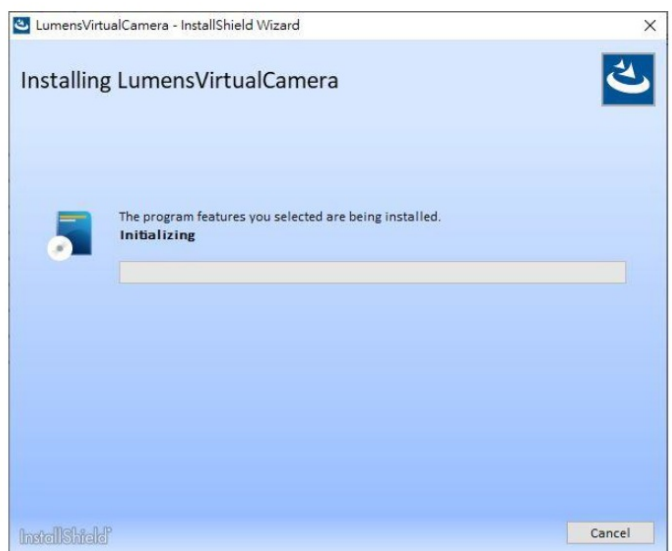 LumensVirtualCamera - InstallShield Wizard
Installing LumensVirtualCamera
The program features you selected are being installed.
Initializing
InstallShield
Cancel